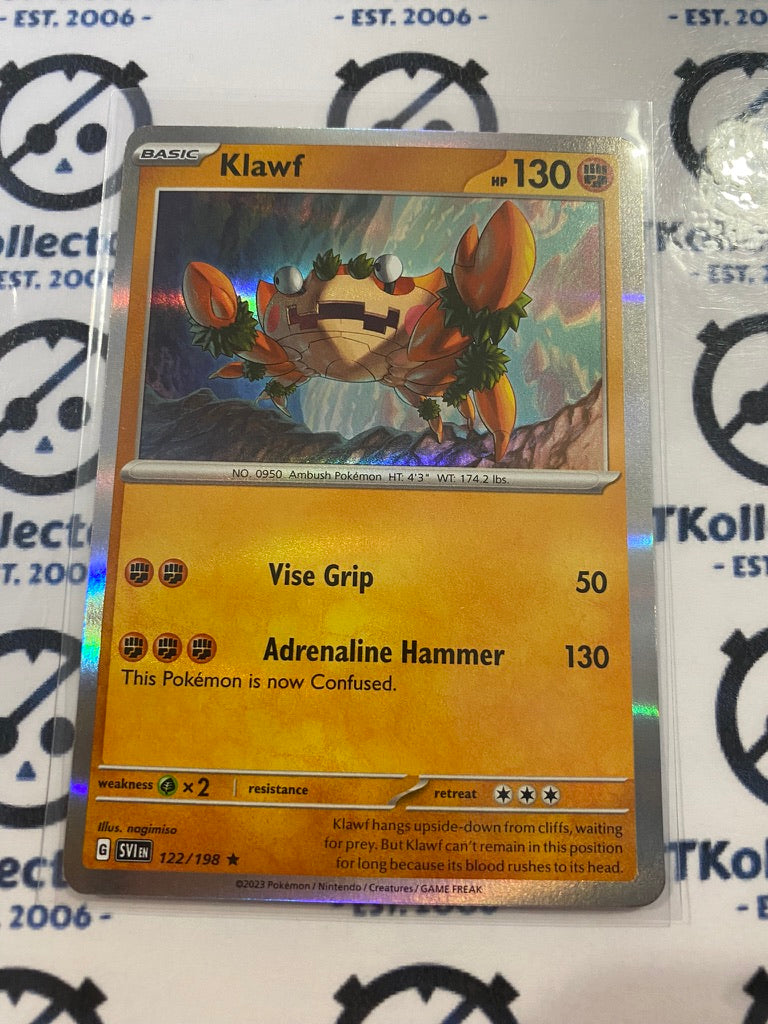 - EST. 2006 -
- EST. 2006 -
- EST. 2006
BASIC Klawf HP 130
NO. 0950 Ambush Pokémon HT: 4'3" WT: 174.2 lbs.
Vise Grip 50
Adrenaline Hammer 130
This Pokémon is now Confused.
weakness ×2 resistance retreat
Illus. nagimiso
G SVI EN 122/198 ★
Klawf hangs upside-down from cliffs, waiting
for prey. But Klawf can't remain in this position
for long because its blood rushes to its head.
©2023 Pokémon / Nintendo / Creatures / GAME FREAK